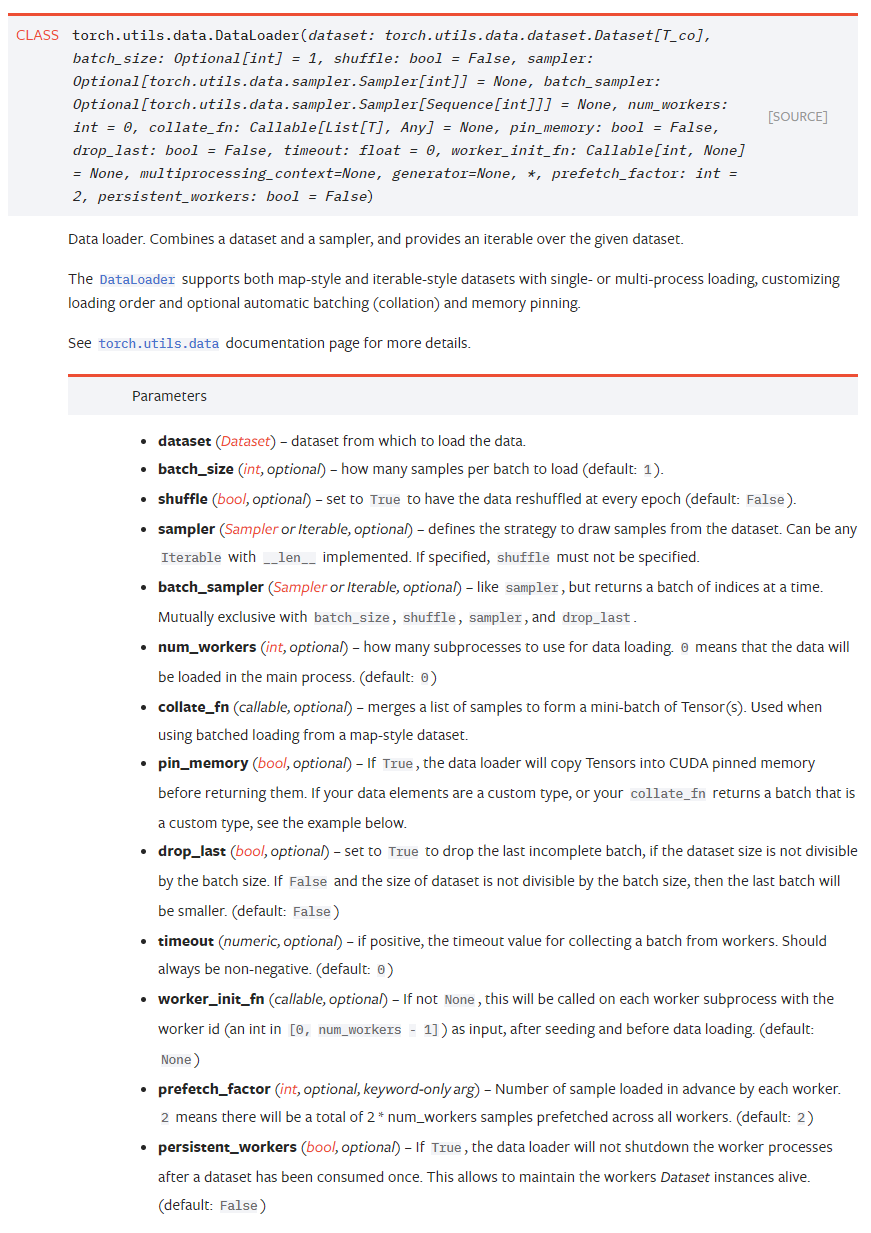 CLASS torch.utils.data.DataLoader(dataset: torch.utils.data.dataset.Dataset[T_co],
batch_size: Optional[int] = 1, shuffle: bool = False, sampler:
Optional[torch.utils.data.sampler.Sampler[int]] = None, batch_sampler:
Optional[torch.utils.data.sampler.Sampler[Sequence[int]]] = None, num_workers:
int = 0, collate_fn: Callable[List[T], Any] = None, pin_memory: bool = False,
[SOURCE]
drop_last: bool = False, timeout: float = 0, worker_init_fn: Callable[int, None]
= None, multiprocessing_context=None, generator=None, *, prefetch_factor: int =
2, persistent_workers: bool = False)
Data loader. Combines a dataset and a sampler, and provides an iterable over the given dataset.
The DataLoader supports both map-style and iterable-style datasets with single- or multi-process loading, customizing
loading order and optional automatic batching (collation) and memory pinning.
See torch.utils.data documentation page for more details.
Parameters
• dataset (Dataset) – dataset from which to load the data.
• batch_size (int, optional) – how many samples per batch to load (default: 1).
• shuffle (bool, optional) – set to True to have the data reshuffled at every epoch (default: False).
• sampler (Sampler or Iterable, optional) – defines the strategy to draw samples from the dataset. Can be any
Iterable with __len__ implemented. If specified, shuffle must not be specified.
• batch_sampler (Sampler or Iterable, optional) – like sampler, but returns a batch of indices at a time.
Mutually exclusive with batch_size, shuffle, sampler, and drop_last.
• num_workers (int, optional) – how many subprocesses to use for data loading. 0 means that the data will
be loaded in the main process. (default: 0)
• collate_fn (callable, optional) – merges a list of samples to form a mini-batch of Tensor(s). Used when
using batched loading from a map-style dataset.
• pin_memory (bool, optional) – If True, the data loader will copy Tensors into CUDA pinned memory
before returning them. If your data elements are a custom type, or your collate_fn returns a batch that is
a custom type, see the example below.
• drop_last (bool, optional) – set to True to drop the last incomplete batch, if the dataset size is not divisible
by the batch size. If False and the size of dataset is not divisible by the batch size, then the last batch will
be smaller. (default: False)
• timeout (numeric, optional) – if positive, the timeout value for collecting a batch from workers. Should
always be non-negative. (default: 0)
• worker_init_fn (callable, optional) – If not None, this will be called on each worker subprocess with the
worker id (an int in [0, num_workers - 1]) as input, after seeding and before data loading. (default:
None)
• prefetch_factor (int, optional, keyword-only arg) – Number of sample loaded in advance by each worker.
2 means there will be a total of 2 * num_workers samples prefetched across all workers. (default: 2)
• persistent_workers (bool, optional) – If True, the data loader will not shutdown the worker processes
after a dataset has been consumed once. This allows to maintain the workers Dataset instances alive.
(default: False)